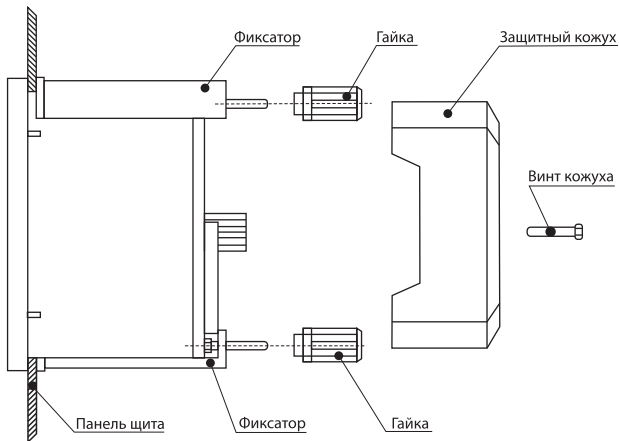 Фиксатор
Гайка
Защитный кожух
Винт кожуха
Панель щита
Фиксатор
Гайка